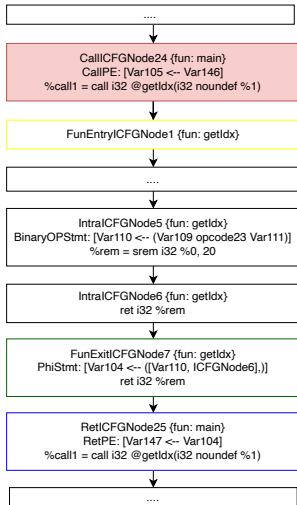 ....
CallICFGNode24 {fun: main}
CallPE: [Var105 <-- Var146]
%call1 = call i32 @getIdx(i32 noundef %1)
FunEntryICFGNode1 {fun: getIdx}
....
IntraICFGNode5 {fun: getIdx}
BinaryOPStmt: [Var110 <-- (Var109 opcode23 Var111)]
%rem = srem i32 %0, 20
IntraICFGNode6 {fun: getIdx}
ret i32 %rem
FunExitICFGNode7 {fun: getIdx}
PhiStmt: [Var104 <-- ([Var110, ICFGNode6],)]
ret i32 %rem
RetICFGNode25 {fun: main}
RetPE: [Var147 <-- Var104]
%call1 = call i32 @getIdx(i32 noundef %1)
....